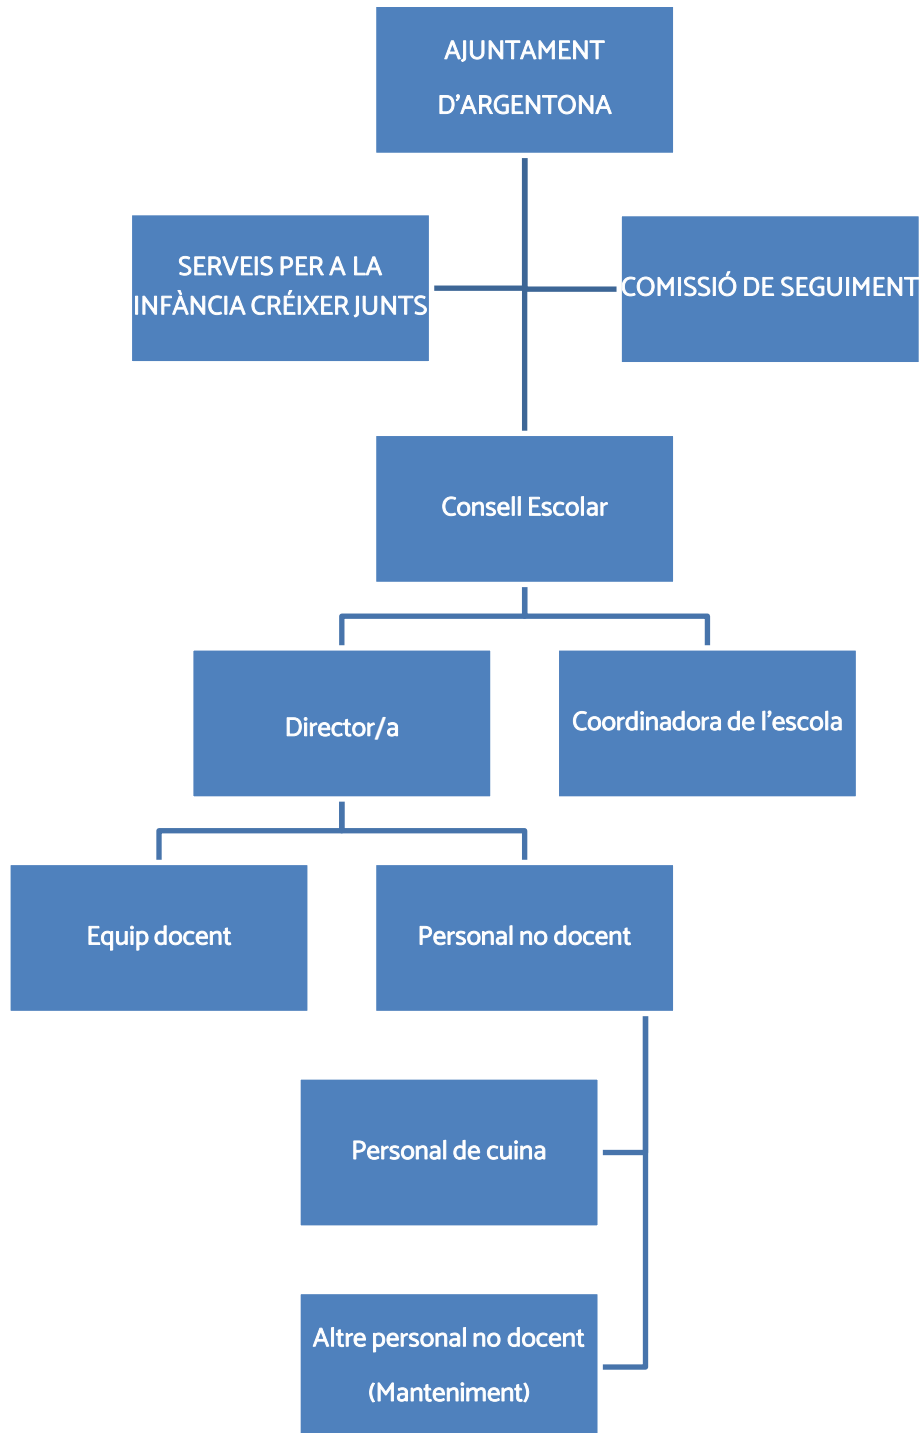 AJUNTAMENT
D'ARGENTONA
SERVEIS PER A LA
INFÀNCIA CRÉIXER JUNTS
COMISSIÓ DE SEGUIMENT
Consell Escolar
Director/a
Coordinadora de l'escola
Equip docent
Personal no docent
Personal de cuina
Altre personal no docent
(Manteniment)